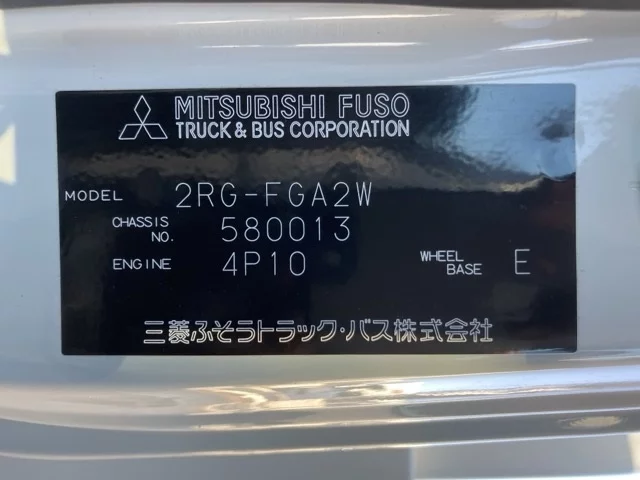 MITSUBISHI FUSO
TRUCK & BUS CORPORATION
MODEL 2RG-FGA2W
CHASSIS NO. 580013
ENGINE 4P10 WHEEL BASE E
三菱ふそうトラック・バス株式会社